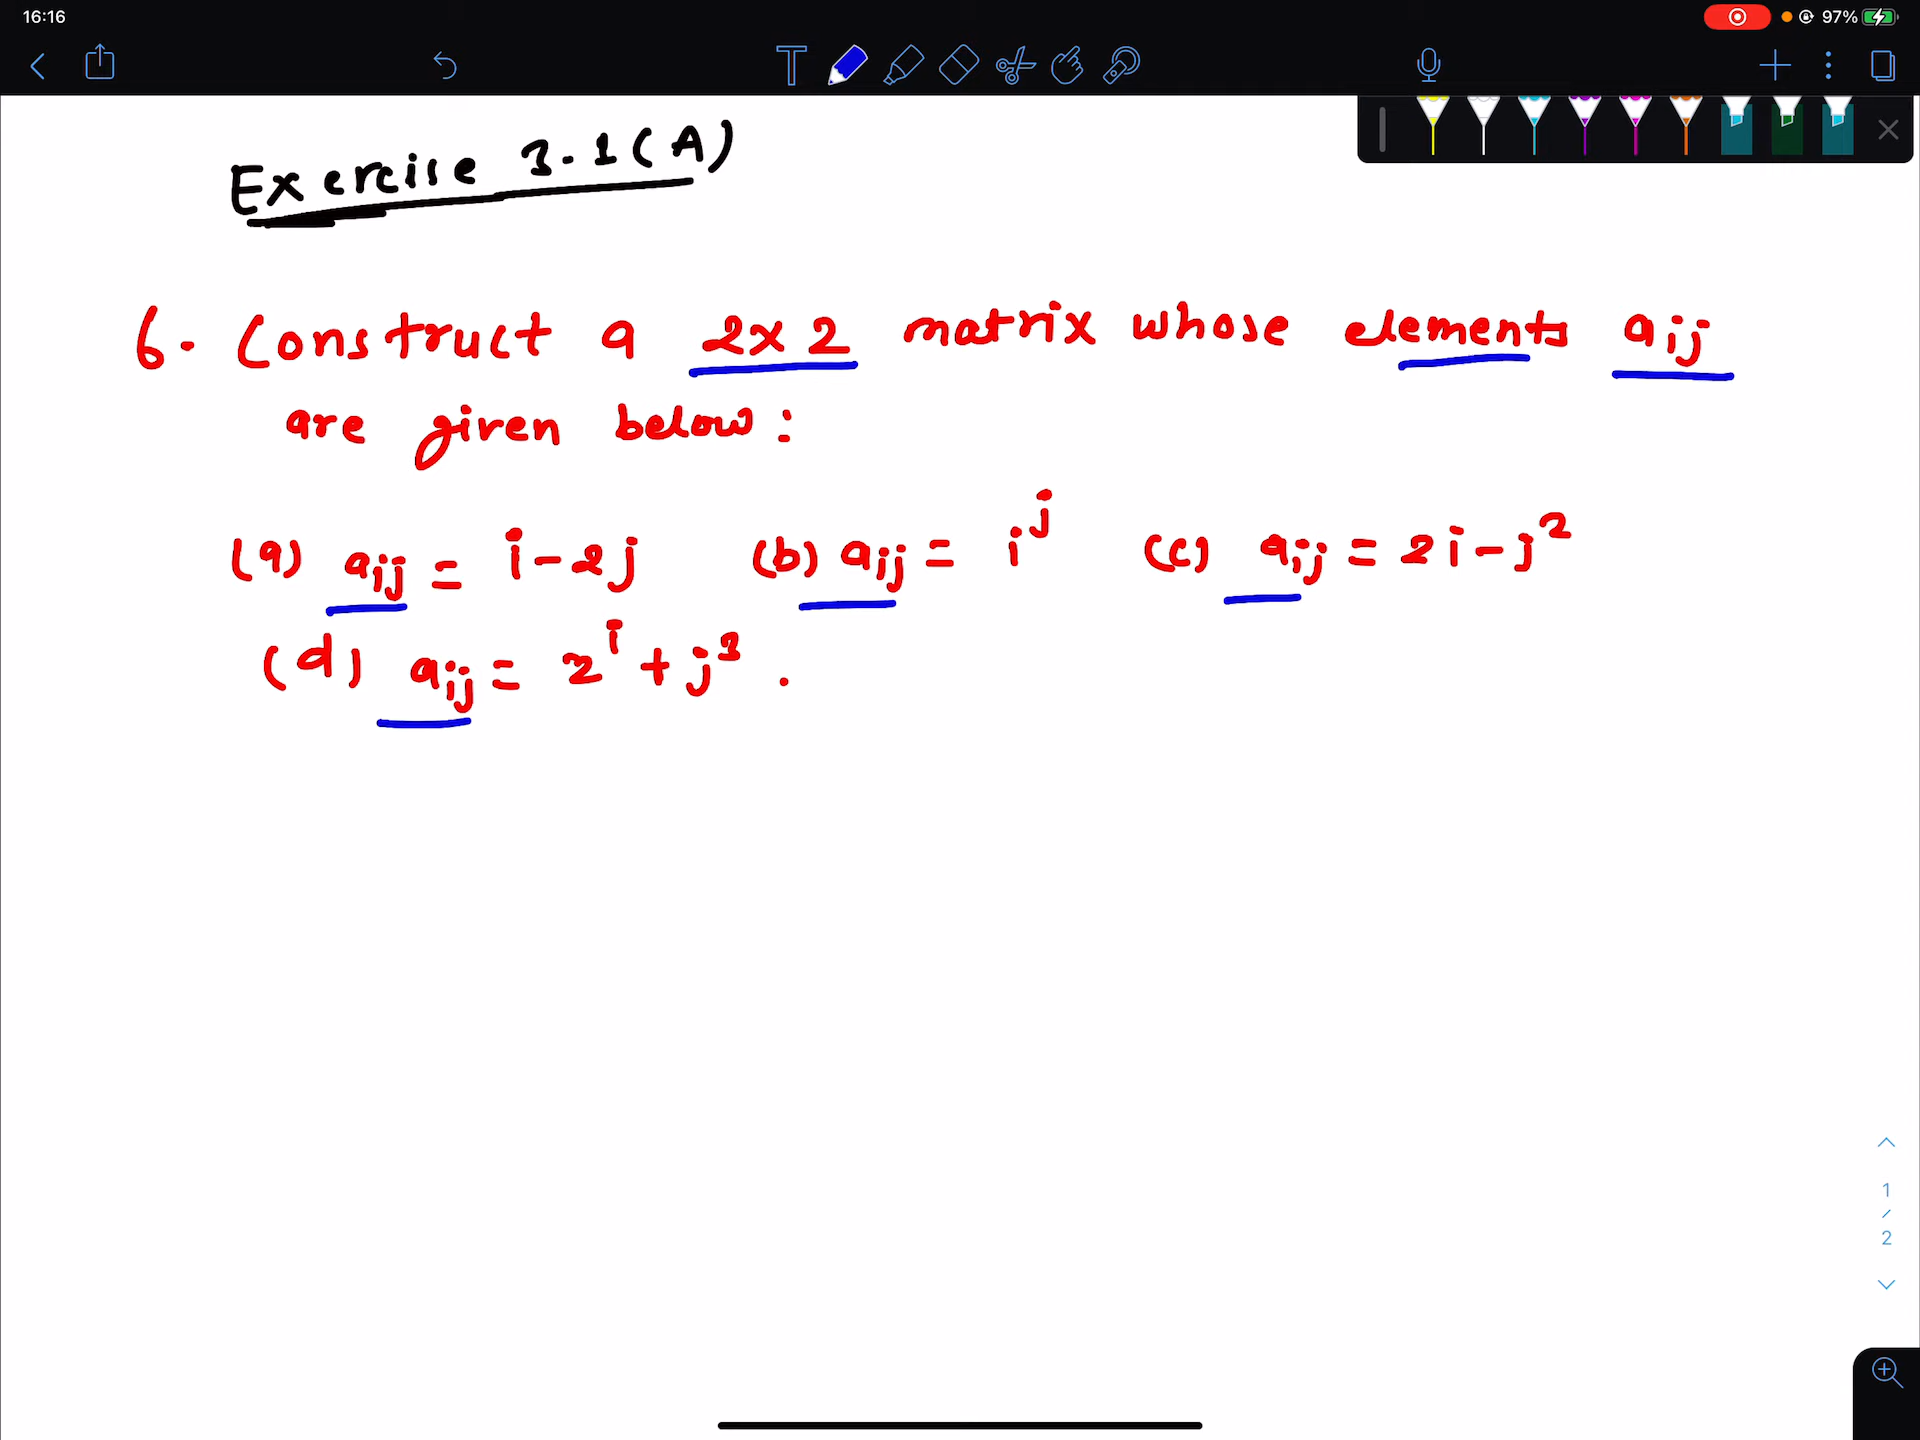 16:16
97%
Exercise 3.1(A)
6. Construct a 2x2 matrix whose elements aij
are given below:
(a) aij = i-2j (b) aij = i^j (c) aij = 2i-j^2
(d) aij = 2^i + j^3 .
1
/
2